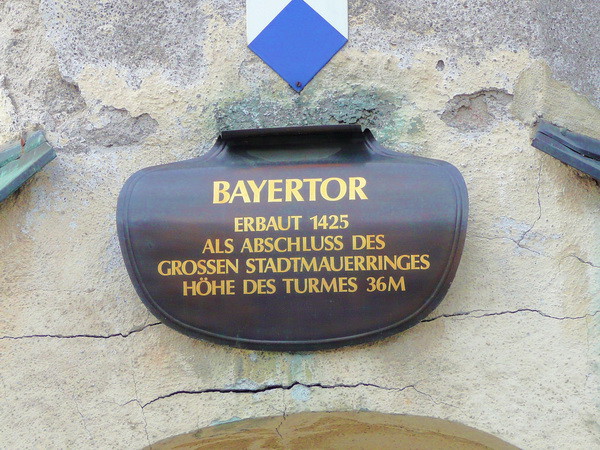 BAYERTOR
ERBAUT 1425
ALS ABSCHLUSS DES
GROSSEN STADTMAUERRINGES
HÖHE DES TURMES 36M